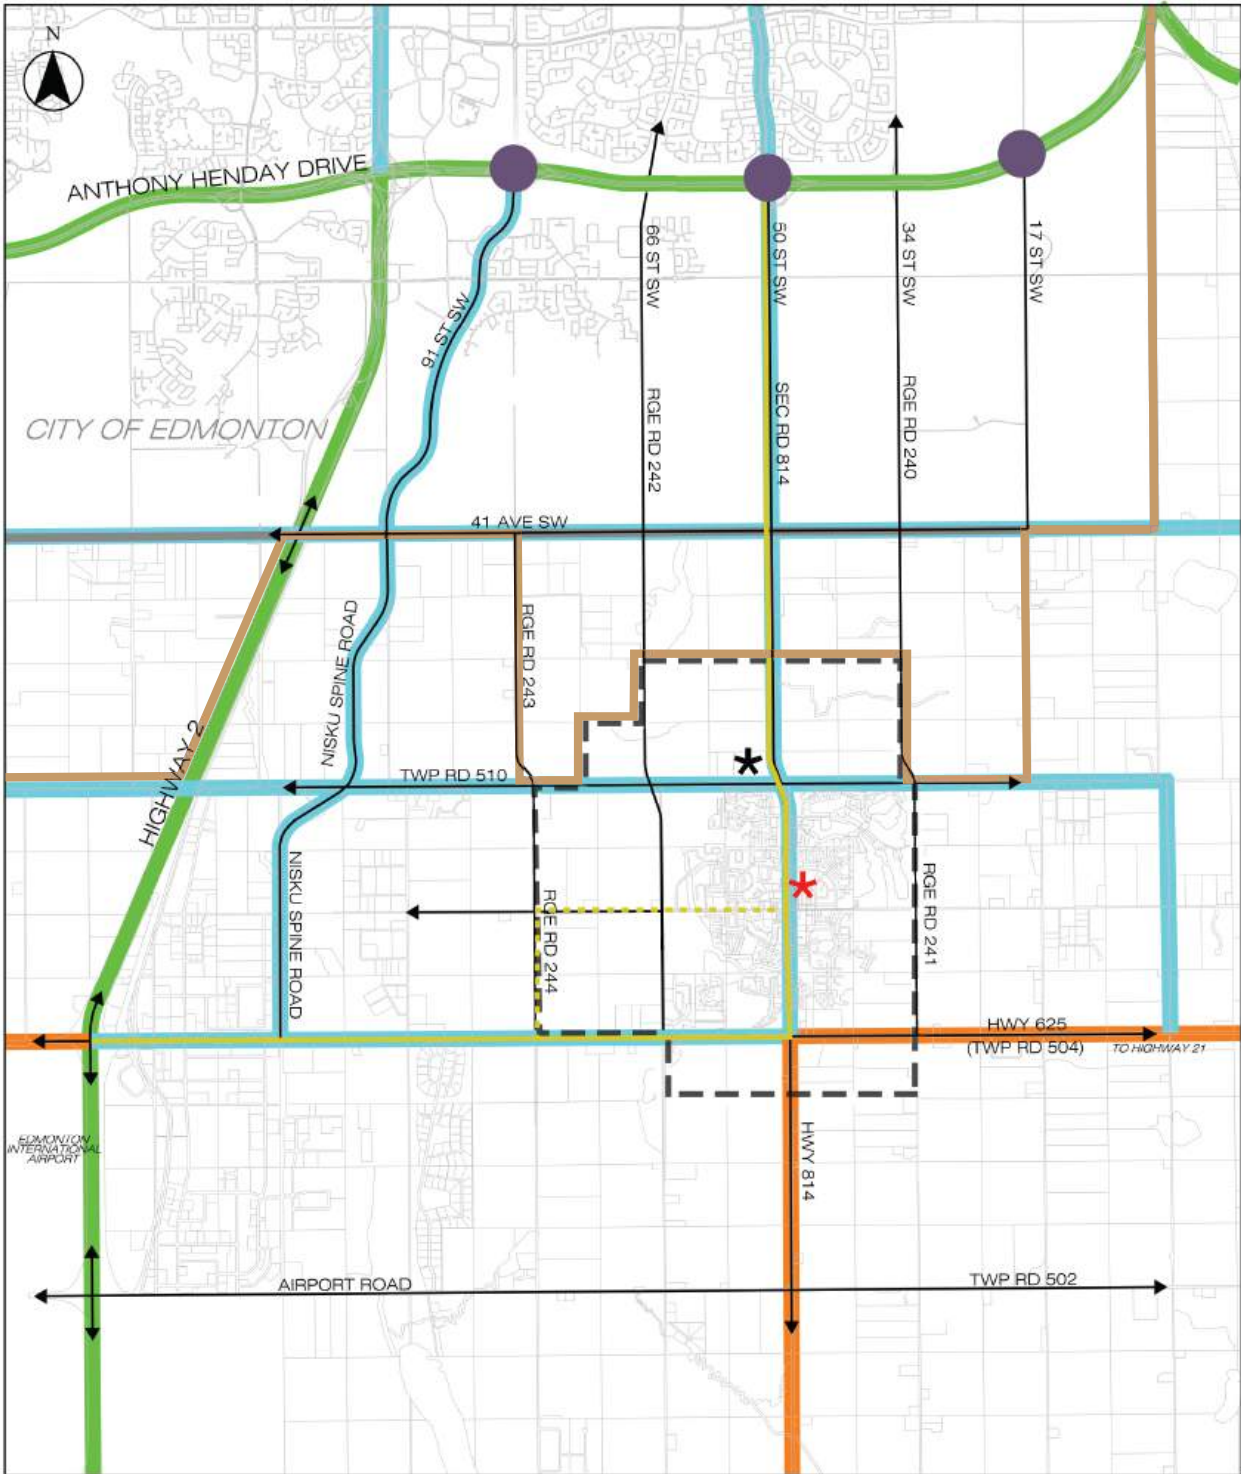 N
ANTHONY HENDAY DRIVE
66 ST SW
50 ST SW
34 ST SW
17 ST SW
91 ST SW
RGE RD 242
SEC RD 814
RGE RD 240
CITY OF EDMONTON
41 AVE SW
NISKU SPINE ROAD
RGE RD 243
HIGHWAY 2
TWP RD 510
*
*
NISKU SPINE ROAD
RGE RD 244
RGE RD 241
HWY 625
(TWP RD 504)
TO HIGHWAY 21
EDMONTON
INTERNATIONAL
AIRPORT
HWY 814
AIRPORT ROAD
TWP RD 502